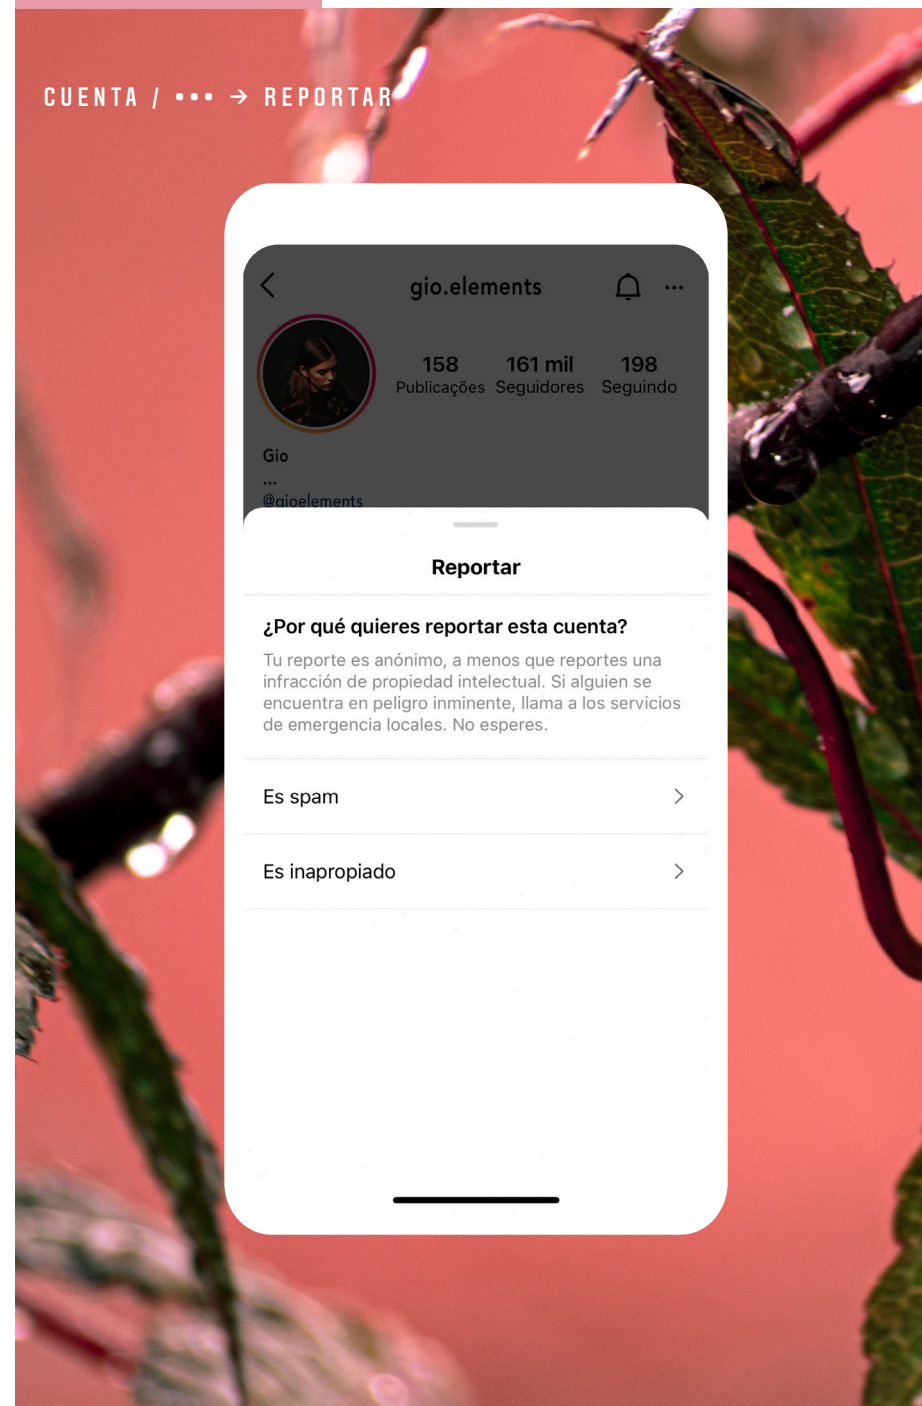 CUENTA / ••• → REPORTAR
gio.elements ...
158 161 mil 198
Publicações Seguidores Seguindo
Gio
...
@gioelements
Reportar
¿Por qué quieres reportar esta cuenta?
Tu reporte es anónimo, a menos que reportes una
infracción de propiedad intelectual. Si alguien se
encuentra en peligro inminente, llama a los servicios
de emergencia locales. No esperes.
Es spam
Es inapropiado